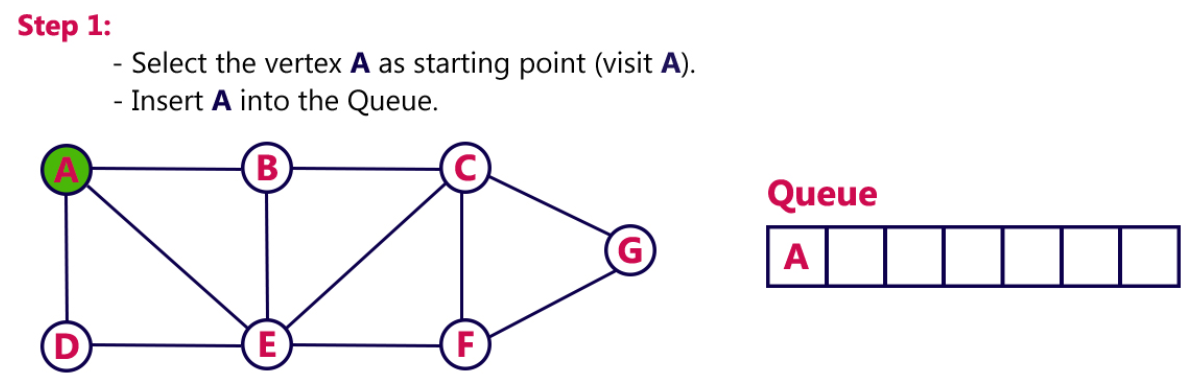 Step 1:
- Select the vertex A as starting point (visit A).
- Insert A into the Queue.
A
B
C
G
D
E
F
Queue
A